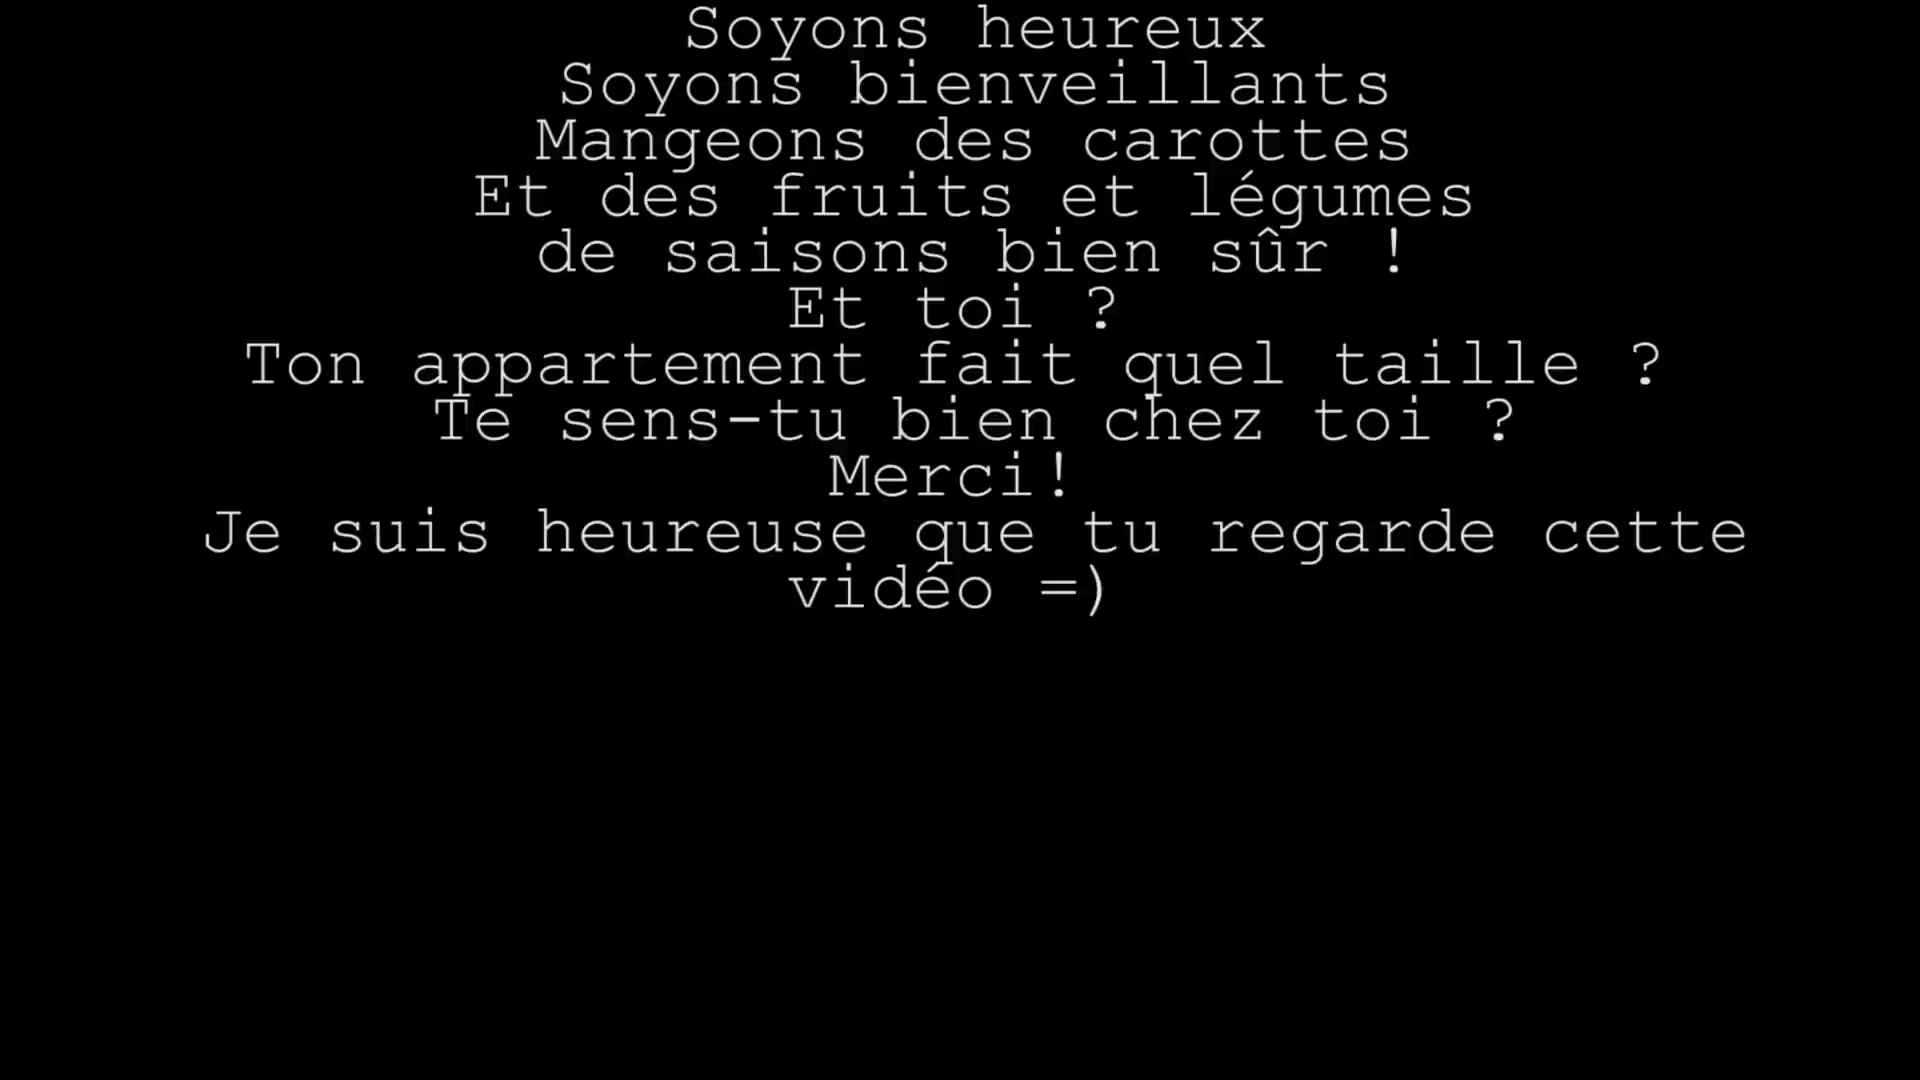 Soyons heureux
Soyons bienveillants
Mangeons des carottes
Et des fruits et légumes
de saisons bien sûr !
Et toi ?
Ton appartement fait quel taille ?
Te sens-tu bien chez toi ?
Merci!
Je suis heureuse que tu regarde cette
vidéo =)